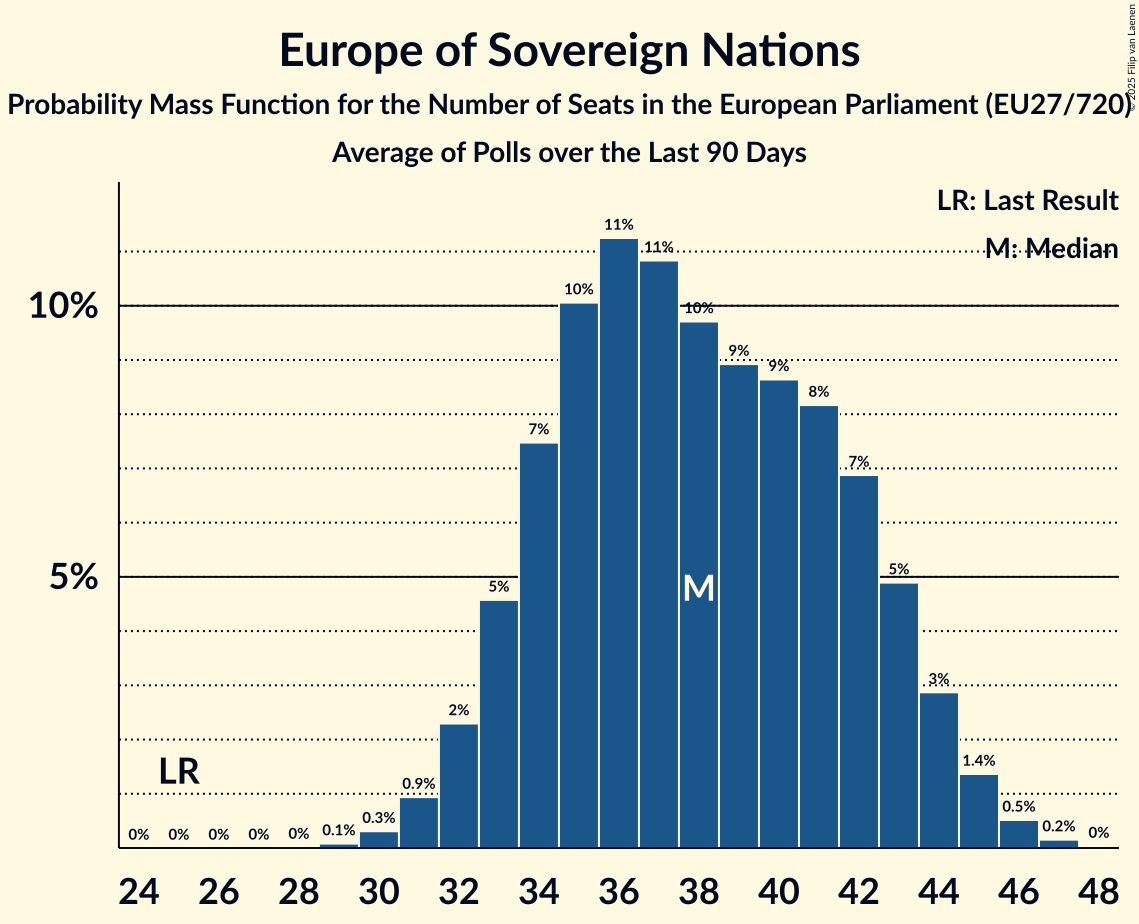 Europe of Sovereign Nations
Probability Mass Function for the Number of Seats in the European Parliament (EU27/720)
Average of Polls over the Last 90 Days
© 2025 Filip van Laenen
LR: Last Result
M: Median
10%
5%
0% 0% 0% 0% 0% 0.1% 0.3% 0.9% 2% 5% 7% 10% 11% 11% 10% 9% 9% 8% 7% 5% 3% 1.4% 0.5% 0.2% 0%
M
LR
24 26 28 30 32 34 36 38 40 42 44 46 48